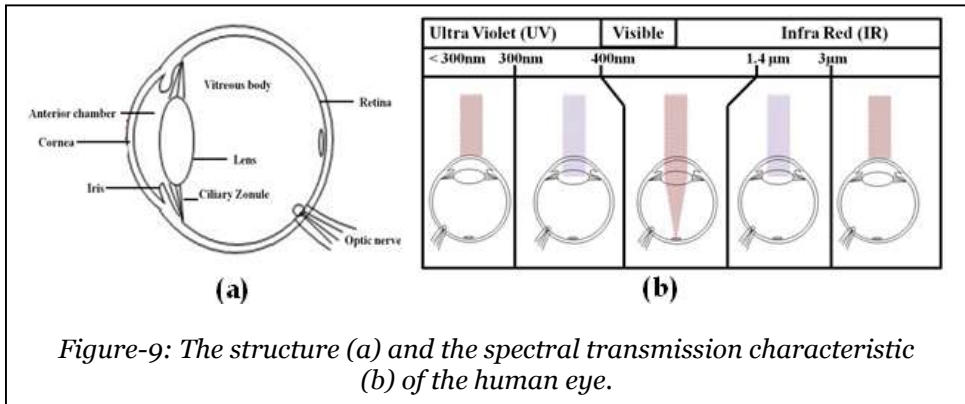 Vitreous body
Anterior chamber
Retina
Cornea
Lens
Iris
Ciliary Zonule
Optic nerve
(a)
Ultra Violet (UV) Visible Infra Red (IR)
< 300nm 300nm 400nm 1.4 µm 3µm
(b)
Figure-9: The structure (a) and the spectral transmission characteristic
(b) of the human eye.